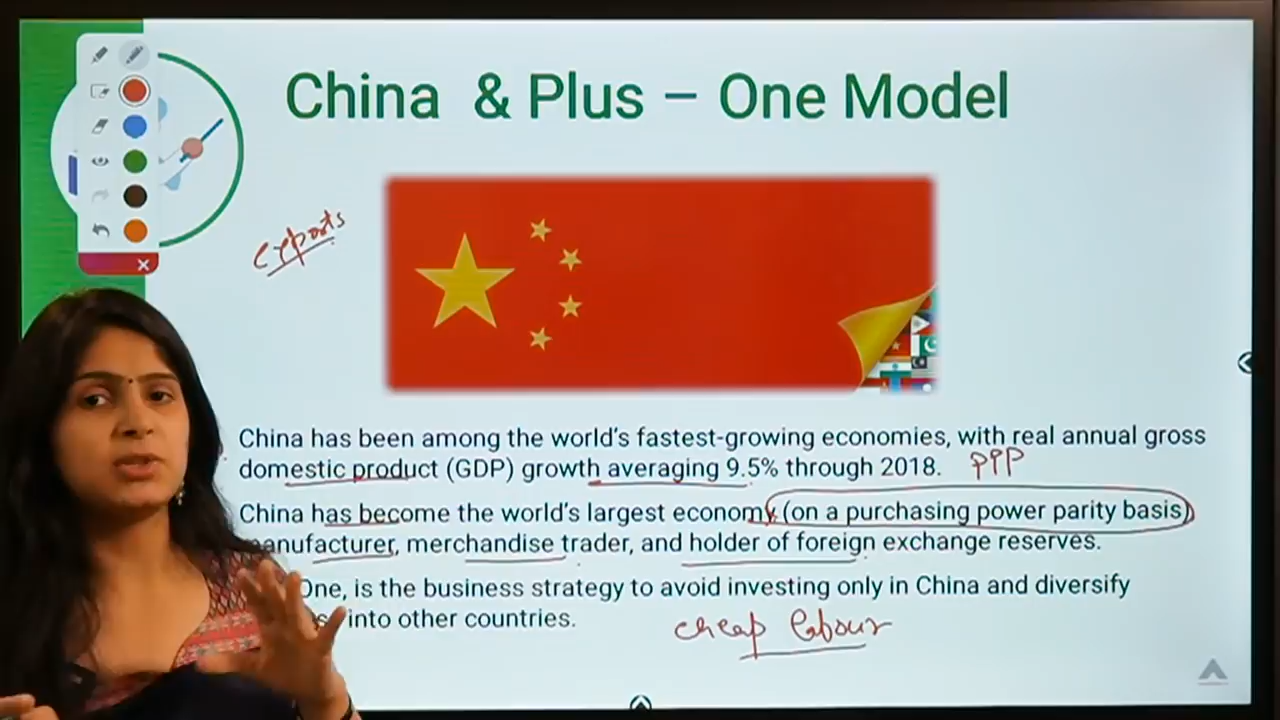 China & Plus – One Model
exports
China has been among the world's fastest-growing economies, with real annual gross
domestic product (GDP) growth averaging 9.5% through 2018. PPP
China has become the world's largest economy (on a purchasing power parity basis)
manufacturer, merchandise trader, and holder of foreign exchange reserves.
One, is the business strategy to avoid investing only in China and diversify
into other countries.
cheap labour